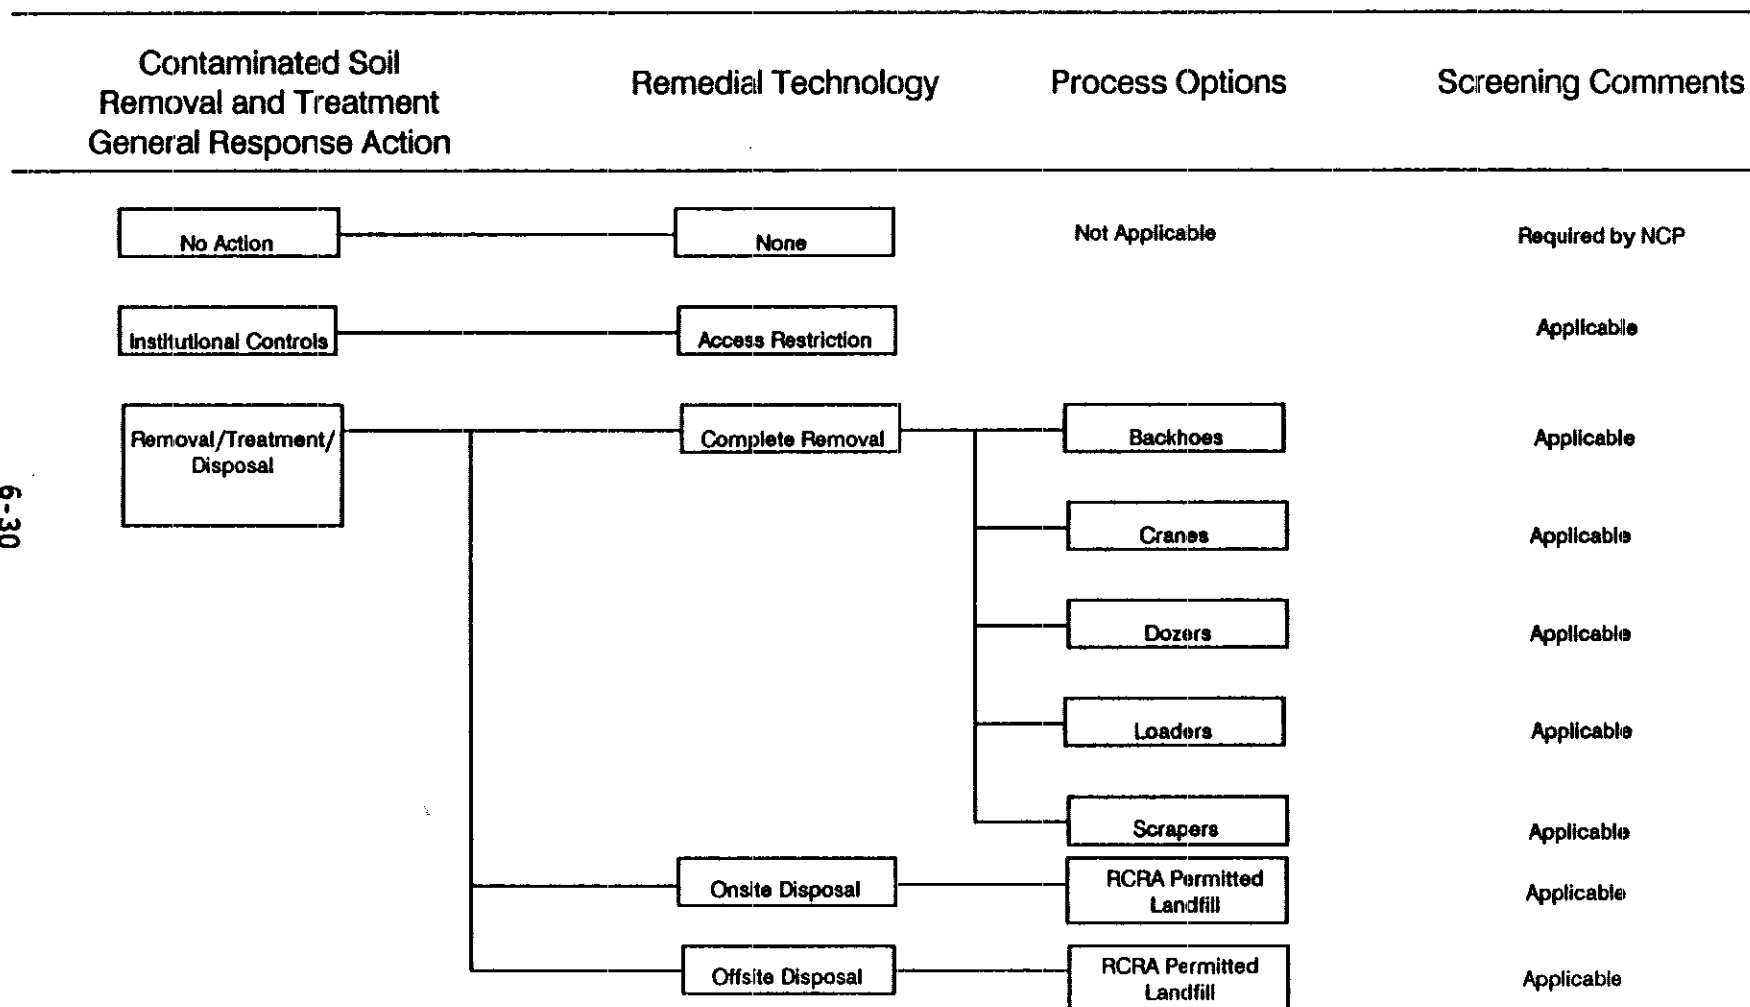 Contaminated Soil
Removal and Treatment
General Response Action
Remedial Technology
Process Options
Screening Comments
No Action
None
Not Applicable
Required by NCP
Institutional Controls
Access Restriction
Applicable
Removal/Treatment/
Disposal
Complete Removal
Backhoes
Applicable
Cranes
Applicable
Dozers
Applicable
Loaders
Applicable
Scrapers
Applicable
Onsite Disposal
RCRA Permitted
Landfill
Applicable
Offsite Disposal
RCRA Permitted
Landfill
Applicable
6-30